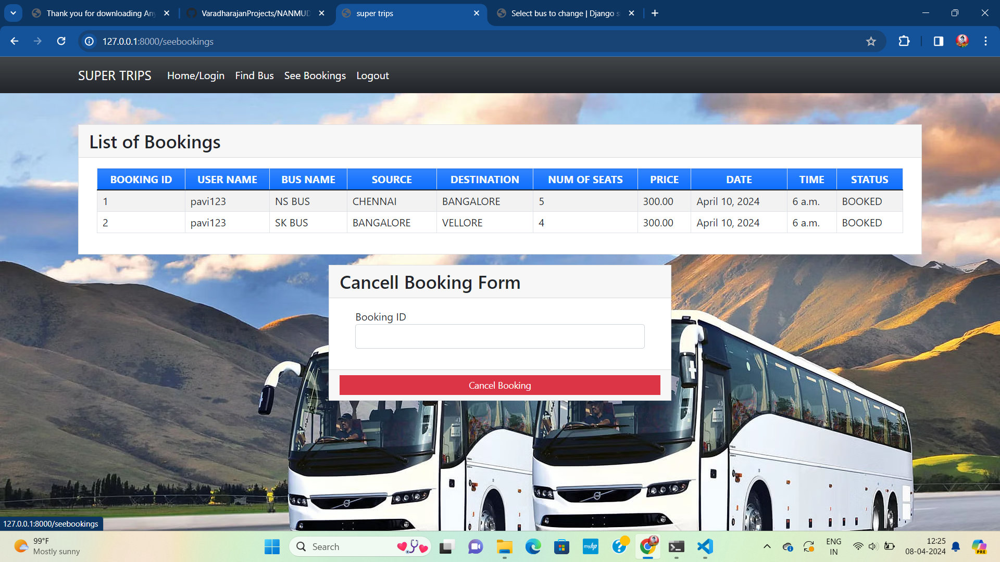 Thank you for downloading Any
VaradharajanProjects/NANMUD
super trips
Select bus to change | Django s
127.0.0.1:8000/seebookings
SUPER TRIPS
Home/Login
Find Bus
See Bookings
Logout
List of Bookings
BOOKING ID USER NAME BUS NAME SOURCE DESTINATION NUM OF SEATS PRICE DATE TIME STATUS
1 pavi123 NS BUS CHENNAI BANGALORE 5 300.00 April 10, 2024 6 a.m. BOOKED
2 pavi123 SK BUS BANGALORE VELLORE 4 300.00 April 10, 2024 6 a.m. BOOKED
Cancell Booking Form
Booking ID
Cancel Booking
127.0.0.1:8000/seebookings
99°F
Mostly sunny
Search
myhp
ENG
IN
12:25
08-04-2024
PRE